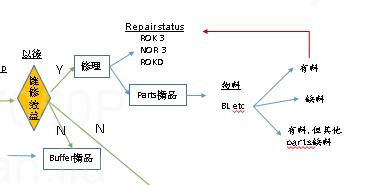 Repairstatus
ROK 3
NOR 3
ROKD
以後
p
Y
修理
維修效益
物料
BL etc
有料
缺料
有料,但其他
parts缺料
Parts備品
N
N
Buffer備品